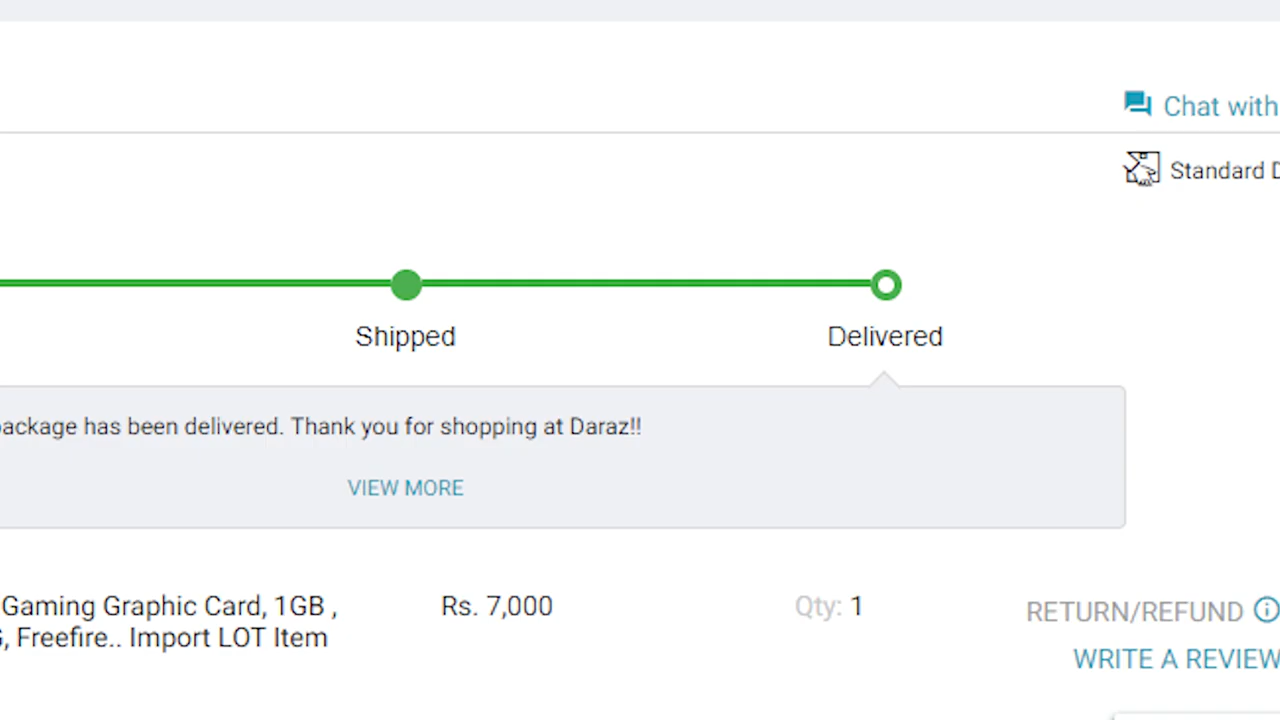 Chat with
Standard D
Shipped
Delivered
package has been delivered. Thank you for shopping at Daraz!!
VIEW MORE
Gaming Graphic Card, 1GB ,
, Freefire.. Import LOT Item
Rs. 7,000
Qty: 1
RETURN/REFUND
WRITE A REVIEW